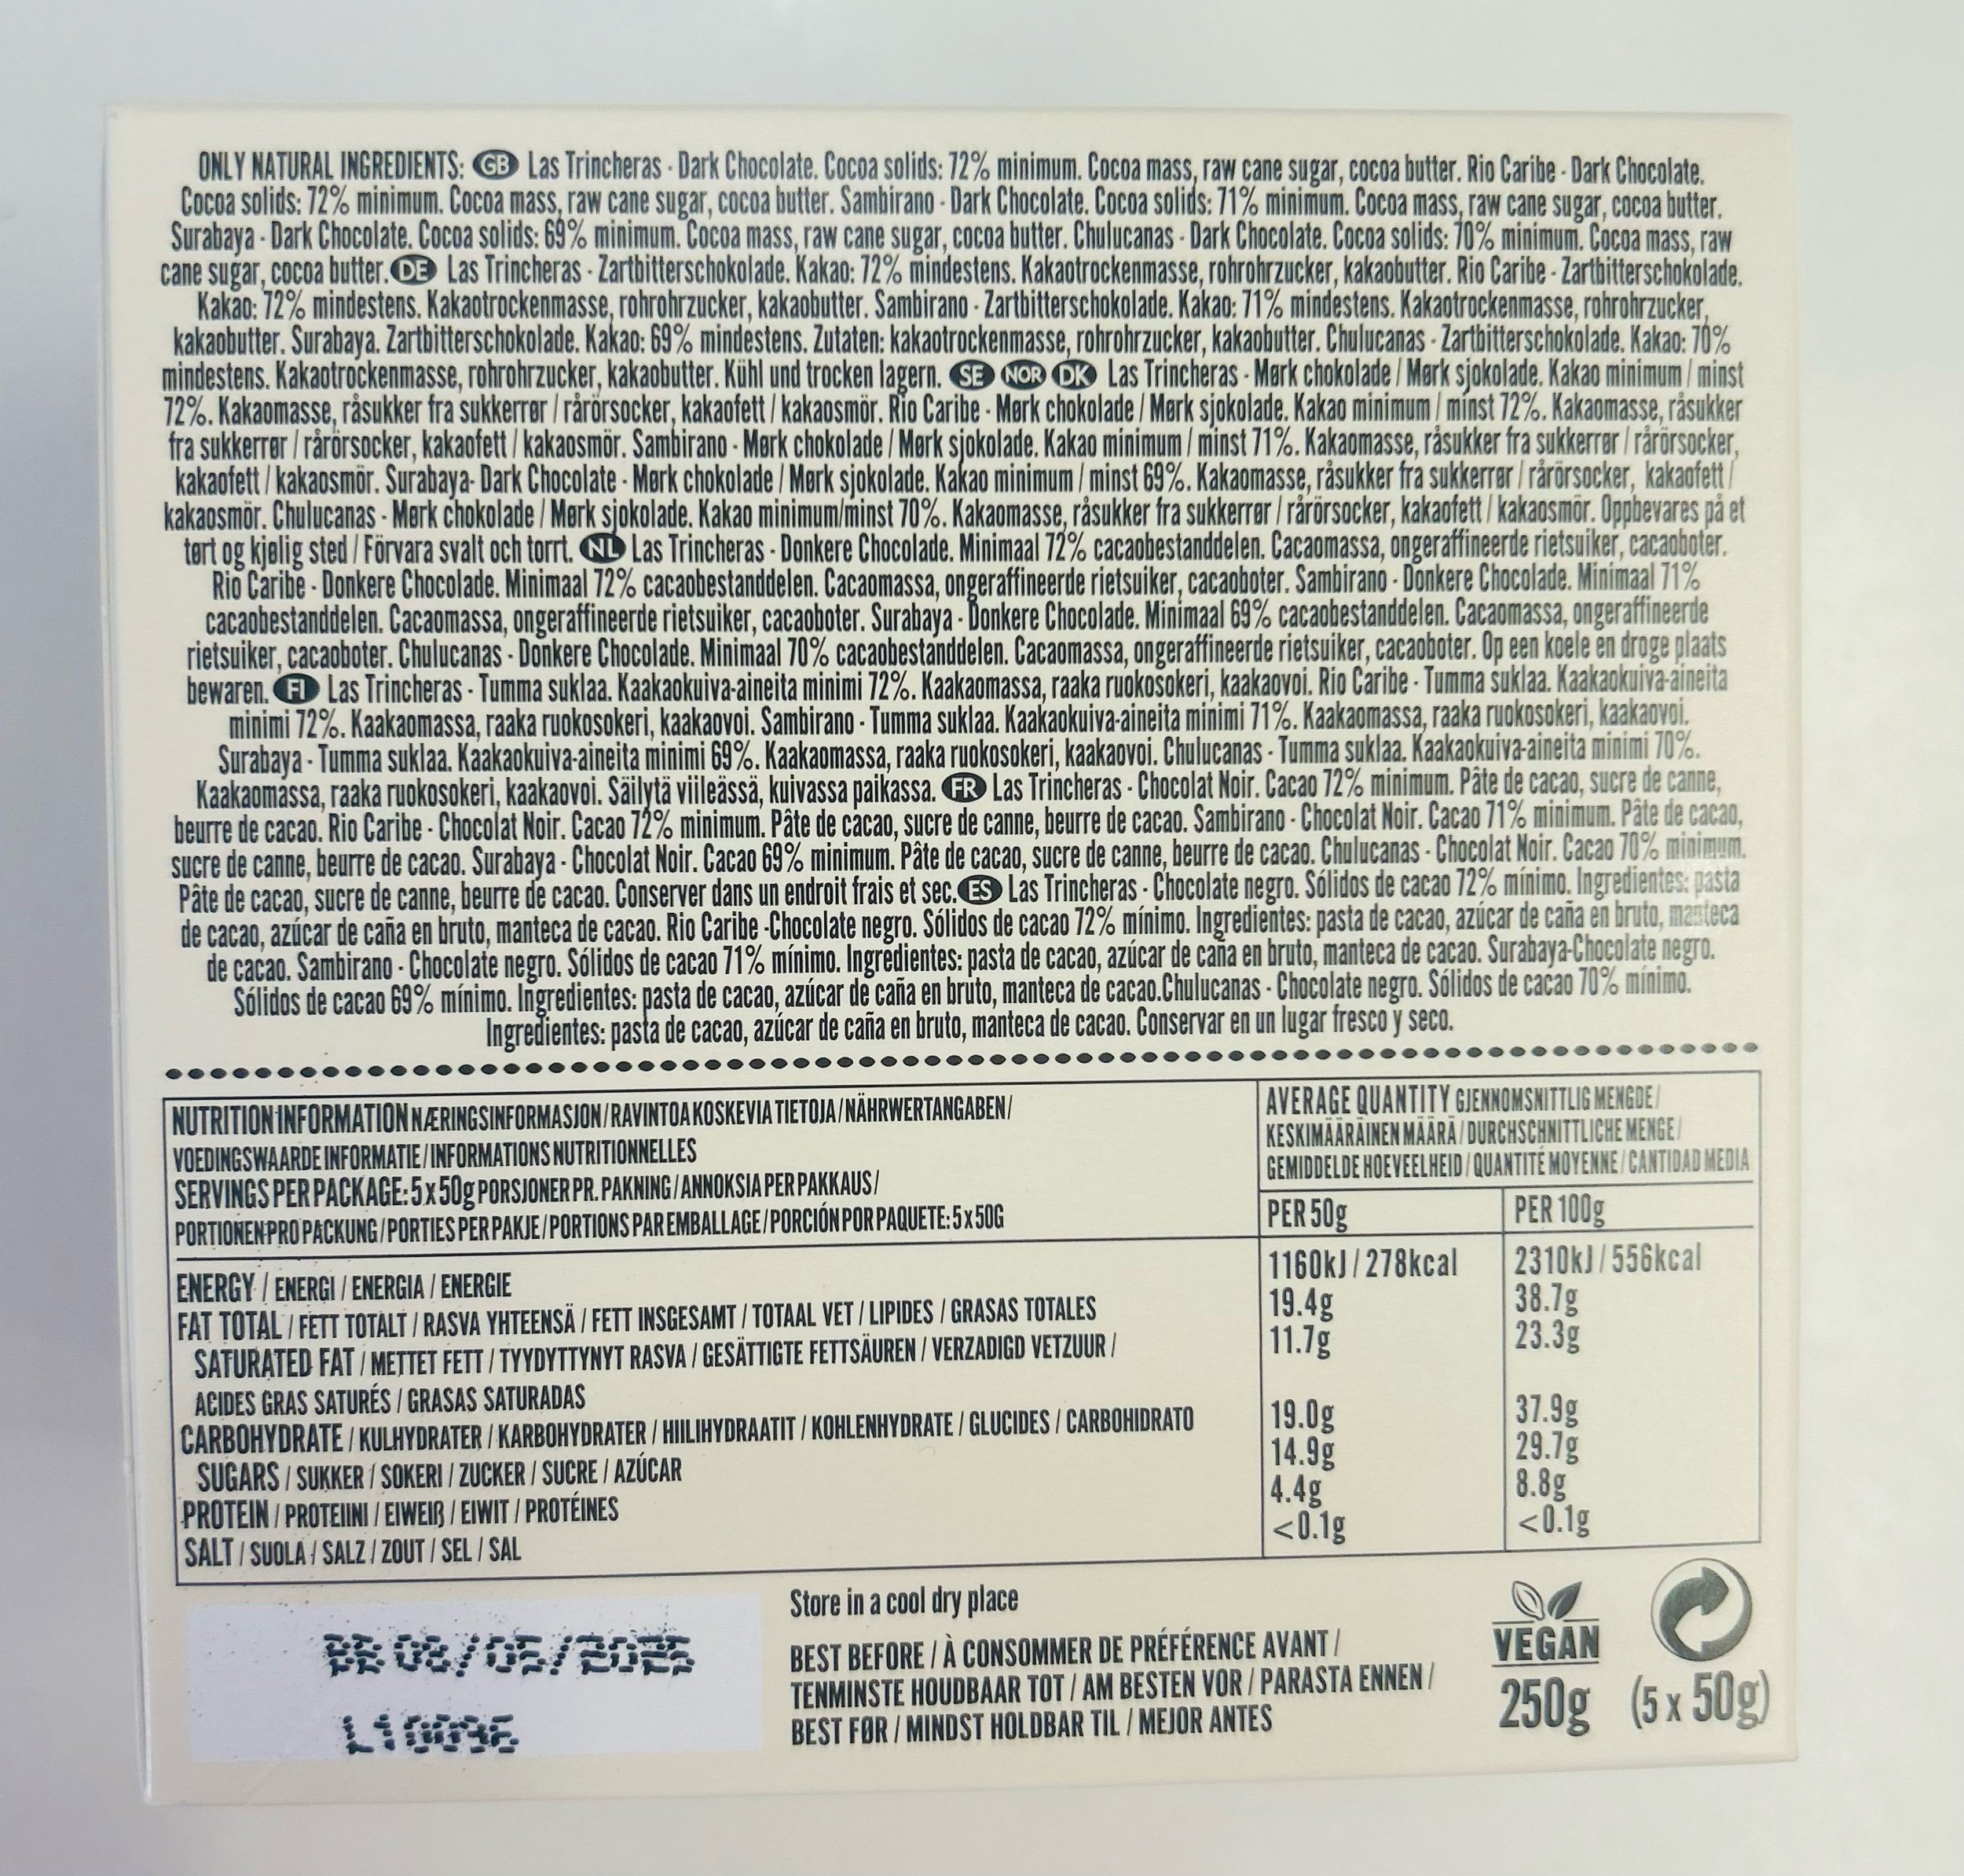 ONLY NATURAL INGREDIENTS: GB Las Trincheras - Dark Chocolate. Cocoa solids: 72% minimum. Cocoa mass, raw cane sugar, cocoa butter. Rio Caribe - Dark Chocolate.
Cocoa solids: 72% minimum. Cocoa mass, raw cane sugar, cocoa butter. Sambirano - Dark Chocolate. Cocoa solids: 71% minimum. Cocoa mass, raw cane sugar, cocoa butter.
Surabaya - Dark Chocolate. Cocoa solids: 69% minimum. Cocoa mass, raw cane sugar, cocoa butter. Chulucanas - Dark Chocolate. Cocoa solids: 70% minimum. Cocoa mass, raw
cane sugar, cocoa butter. DE Las Trincheras - Zartbitterschokolade. Kakao: 72% mindestens. Kakaotrockenmasse, rohrohrzucker, kakaobutter. Rio Caribe - Zartbitterschokolade.
Kakao: 72% mindestens. Kakaotrockenmasse, rohrohrzucker, kakaobutter. Sambirano - Zartbitterschokolade. Kakao: 71% mindestens. Kakaotrockenmasse, rohrohrzucker,
kakaobutter. Surabaya. Zartbitterschokolade. Kakao: 69% mindestens. Zutaten: kakaotrockenmasse, rohrohrzucker, kakaobutter. Chulucanas - Zartbitterschokolade. Kakao: 70%
mindestens. Kakaotrockenmasse, rohrohrzucker, kakaobutter. Kühl und trocken lagern. SE NOR DK Las Trincheras - Mørk chokolade / Mørk sjokolade. Kakao minimum / minst
72%. Kakaomasse, råsukker fra sukkerrør / rårörsocker, kakaofett / kakaosmör. Rio Caribe - Mørk chokolade / Mørk sjokolade. Kakao minimum / minst 72%. Kakaomasse, råsukker
fra sukkerrør / rårörsocker, kakaofett / kakaosmör. Sambirano - Mørk chokolade / Mørk sjokolade. Kakao minimum / minst 71%. Kakaomasse, råsukker fra sukkerrør / rårörsocker,
kakaofett / kakaosmör. Surabaya- Dark Chocolate - Mørk chokolade / Mørk sjokolade. Kakao minimum / minst 69%. Kakaomasse, råsukker fra sukkerrør / rårörsocker, kakaofett /
kakaosmör. Chulucanas - Mørk chokolade / Mørk sjokolade. Kakao minimum/minst 70%. Kakaomasse, råsukker fra sukkerrør / rårörsocker, kakaofett / kakaosmör. Oppbevares på et
tørt og kjølig sted / Förvara svalt och torrt. NL Las Trincheras - Donkere Chocolade. Minimaal 72% cacaobestanddelen. Cacaomassa, ongeraffineerde rietsuiker, cacaoboter.
Rio Caribe - Donkere Chocolade. Minimaal 72% cacaobestanddelen. Cacaomassa, ongeraffineerde rietsuiker, cacaoboter. Sambirano - Donkere Chocolade. Minimaal 71%
cacaobestanddelen. Cacaomassa, ongeraffineerde rietsuiker, cacaoboter. Surabaya - Donkere Chocolade. Minimaal 69% cacaobestanddelen. Cacaomassa, ongeraffineerde
rietsuiker, cacaoboter. Chulucanas - Donkere Chocolade. Minimaal 70% cacaobestanddelen. Cacaomassa, ongeraffineerde rietsuiker, cacaoboter. Op een koele en droge plaats
bewaren. FI Las Trincheras - Tumma suklaa. Kaakaokuiva-aineita minimi 72%. Kaakaomassa, raaka ruokosokeri, kaakaovoi. Rio Caribe - Tumma suklaa. Kaakaokuiva-aineita
minimi 72%. Kaakaomassa, raaka ruokosokeri, kaakaovoi. Sambirano - Tumma suklaa. Kaakaokuiva-aineita minimi 71%. Kaakaomassa, raaka ruokosokeri, kaakaovoi.
Surabaya - Tumma suklaa. Kaakaokuiva-aineita minimi 69%. Kaakaomassa, raaka ruokosokeri, kaakaovoi. Chulucanas - Tumma suklaa. Kaakaokuiva-aineita minimi 70%.
Kaakaomassa, raaka ruokosokeri, kaakaovoi. Säilytä viileässä, kuivassa paikassa. FR Las Trincheras - Chocolat Noir. Cacao 72% minimum. Pâte de cacao, sucre de canne,
beurre de cacao. Rio Caribe - Chocolat Noir. Cacao 72% minimum. Pâte de cacao, sucre de canne, beurre de cacao. Sambirano - Chocolat Noir. Cacao 71% minimum. Pâte de cacao,
sucre de canne, beurre de cacao. Surabaya - Chocolat Noir. Cacao 69% minimum. Pâte de cacao, sucre de canne, beurre de cacao. Chulucanas - Chocolat Noir. Cacao 70% minimum.
Pâte de cacao, sucre de canne, beurre de cacao. Conserver dans un endroit frais et sec. ES Las Trincheras - Chocolate negro. Sólidos de cacao 72% mínimo. Ingredientes: pasta
de cacao, azúcar de caña en bruto, manteca de cacao. Rio Caribe -Chocolate negro. Sólidos de cacao 72% mínimo. Ingredientes: pasta de cacao, azúcar de caña en bruto, manteca
de cacao. Sambirano - Chocolate negro. Sólidos de cacao 71% mínimo. Ingredientes: pasta de cacao, azúcar de caña en bruto, manteca de cacao. Surabaya-Chocolate negro.
Sólidos de cacao 69% mínimo. Ingredientes: pasta de cacao, azúcar de caña en bruto, manteca de cacao.Chulucanas - Chocolate negro. Sólidos de cacao 70% mínimo.
Ingredientes: pasta de cacao, azúcar de caña en bruto, manteca de cacao. Conservar en un lugar fresco y seco.
NUTRITION INFORMATION NÆRINGSINFORMASJON / RAVINTOA KOSKEVIA TIETOJA / NÄHRWERTANGABEN /
VOEDINGSWAARDE INFORMATIE / INFORMATIONS NUTRITIONNELLES
SERVINGS PER PACKAGE: 5 x 50g PORSJONER PR. PAKNING / ANNOKSIA PER PAKKAUS /
PORTIONEN PRO PACKUNG / PORTIES PER PAKJE / PORTIONS PAR EMBALLAGE / PORCIÓN POR PAQUETE: 5 x 50G
AVERAGE QUANTITY GJENNOMSNITTLIG MENGDE /
KESKIMÄÄRÄINEN MÄÄRÄ / DURCHSCHNITTLICHE MENGE /
GEMIDDELDE HOEVEELHEID / QUANTITÉ MOYENNE / CANTIDAD MEDIA
PER 50g PER 100g
ENERGY / ENERGI / ENERGIA / ENERGIE 1160kJ / 278kcal 2310kJ / 556kcal
FAT TOTAL / FETT TOTALT / RASVA YHTEENSÄ / FETT INSGESAMT / TOTAAL VET / LIPIDES / GRASAS TOTALES 19.4g 38.7g
SATURATED FAT / METTET FETT / TYYDYTTYNYT RASVA / GESÄTTIGTE FETTSÄUREN / VERZADIGD VETZUUR / 11.7g 23.3g
ACIDES GRAS SATURÉS / GRASAS SATURADAS
CARBOHYDRATE / KULHYDRATER / KARBOHYDRATER / HIILIHYDRAATIT / KOHLENHYDRATE / GLUCIDES / CARBOHIDRATO 19.0g 37.9g
SUGARS / SUKKER / SOKERI / ZUCKER / SUCRE / AZÚCAR 14.9g 29.7g
PROTEIN / PROTEIINI / EIWEIß / EIWIT / PROTÉINES 4.4g 8.8g
SALT / SUOLA / SALZ / ZOUT / SEL / SAL <0.1g <0.1g
BB 08/05/2025
Store in a cool dry place
BEST BEFORE / À CONSOMMER DE PRÉFÉRENCE AVANT /
TENMINSTE HOUDBAAR TOT / AM BESTEN VOR / PARASTA ENNEN /
BEST FØR / MINDST HOLDBAR TIL / MEJOR ANTES
VEGAN
250g (5 x 50g)